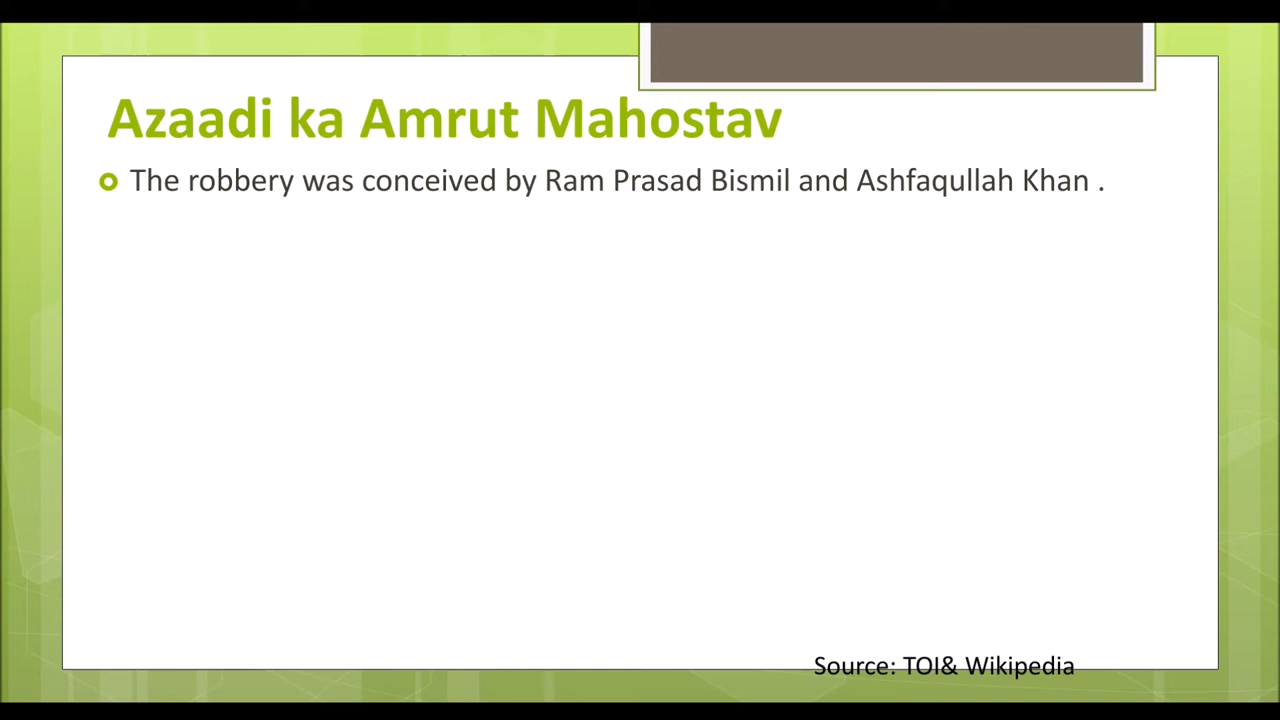 Azaadi ka Amrut Mahostav
The robbery was conceived by Ram Prasad Bismil and Ashfaqullah Khan .
Source: TOI& Wikipedia